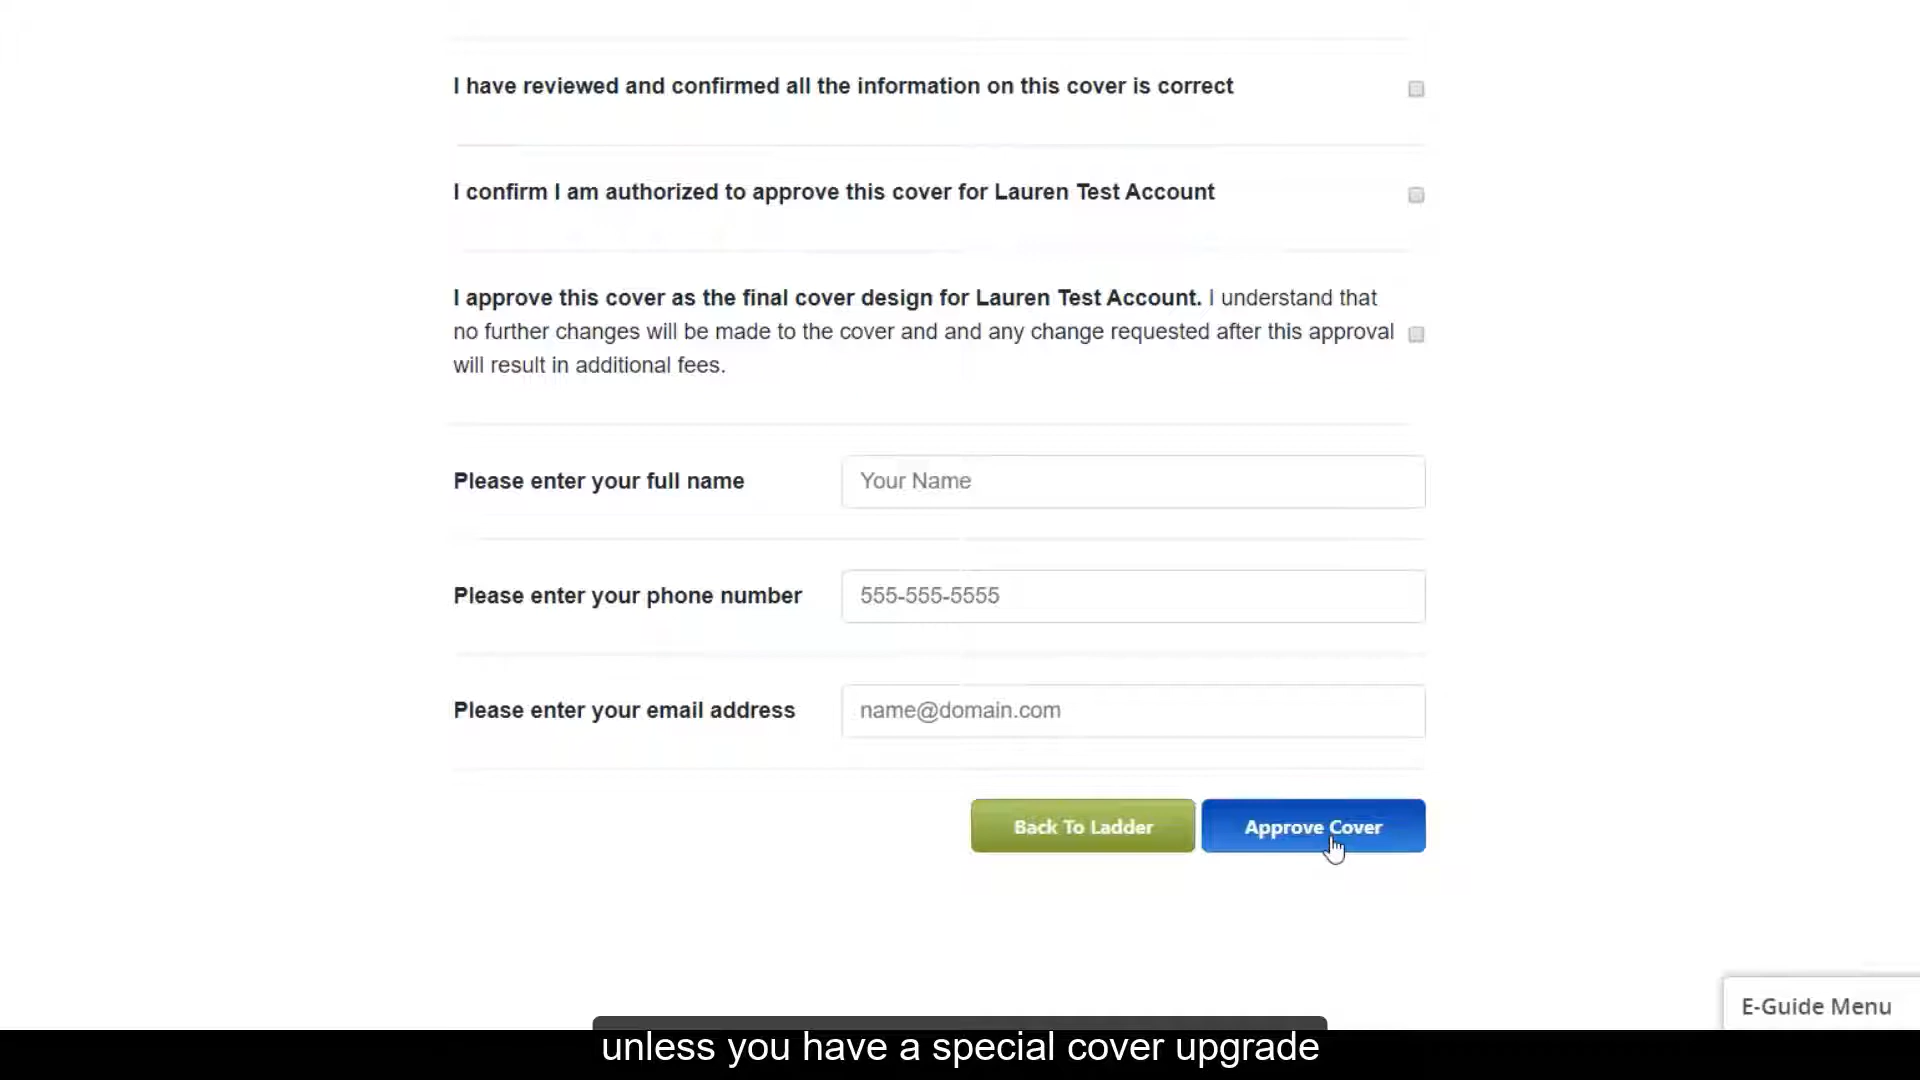 I have reviewed and confirmed all the information on this cover is correct
I confirm I am authorized to approve this cover for Lauren Test Account
I approve this cover as the final cover design for Lauren Test Account. I understand that
no further changes will be made to the cover and and any change requested after this approval
will result in additional fees.
Please enter your full name
Your Name
Please enter your phone number
555-555-5555
Please enter your email address
name@domain.com
Back To Ladder
Approve Cover
E-Guide Menu
unless you have a special cover upgrade